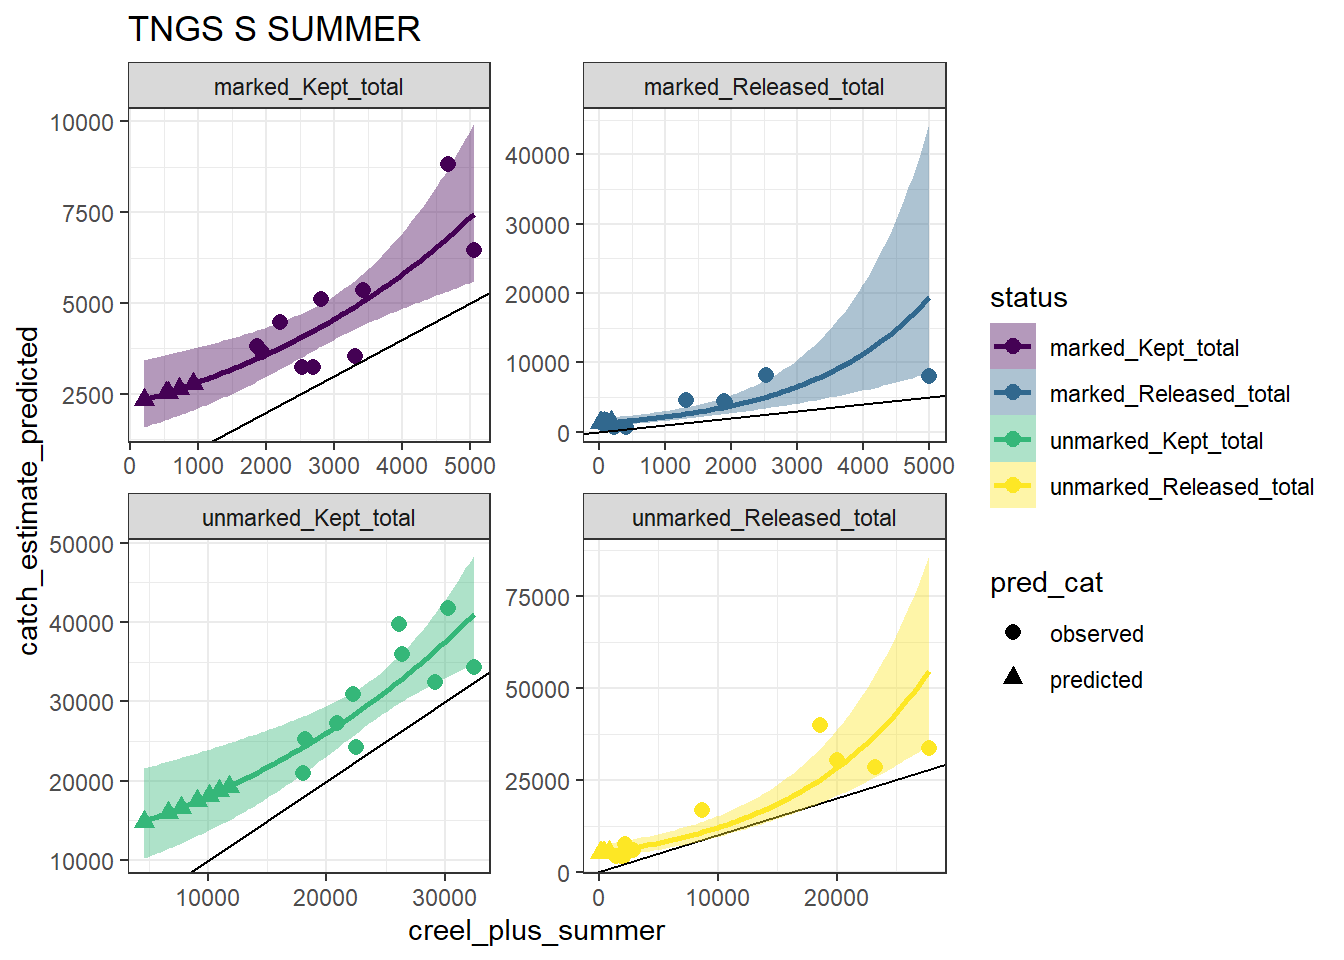 TNGS S SUMMER
marked_Kept_total
marked_Released_total
10000
7500
5000
2500
0
1000
2000
3000
4000
5000
40000
30000
20000
10000
0
0
1000
2000
3000
4000
5000
unmarked_Kept_total
unmarked_Released_total
50000
40000
30000
20000
10000
10000
20000
30000
75000
50000
25000
0
0
10000
20000
catch_estimate_predicted
creel_plus_summer
status
marked_Kept_total
marked_Released_total
unmarked_Kept_total
unmarked_Released_total
pred_cat
observed
predicted